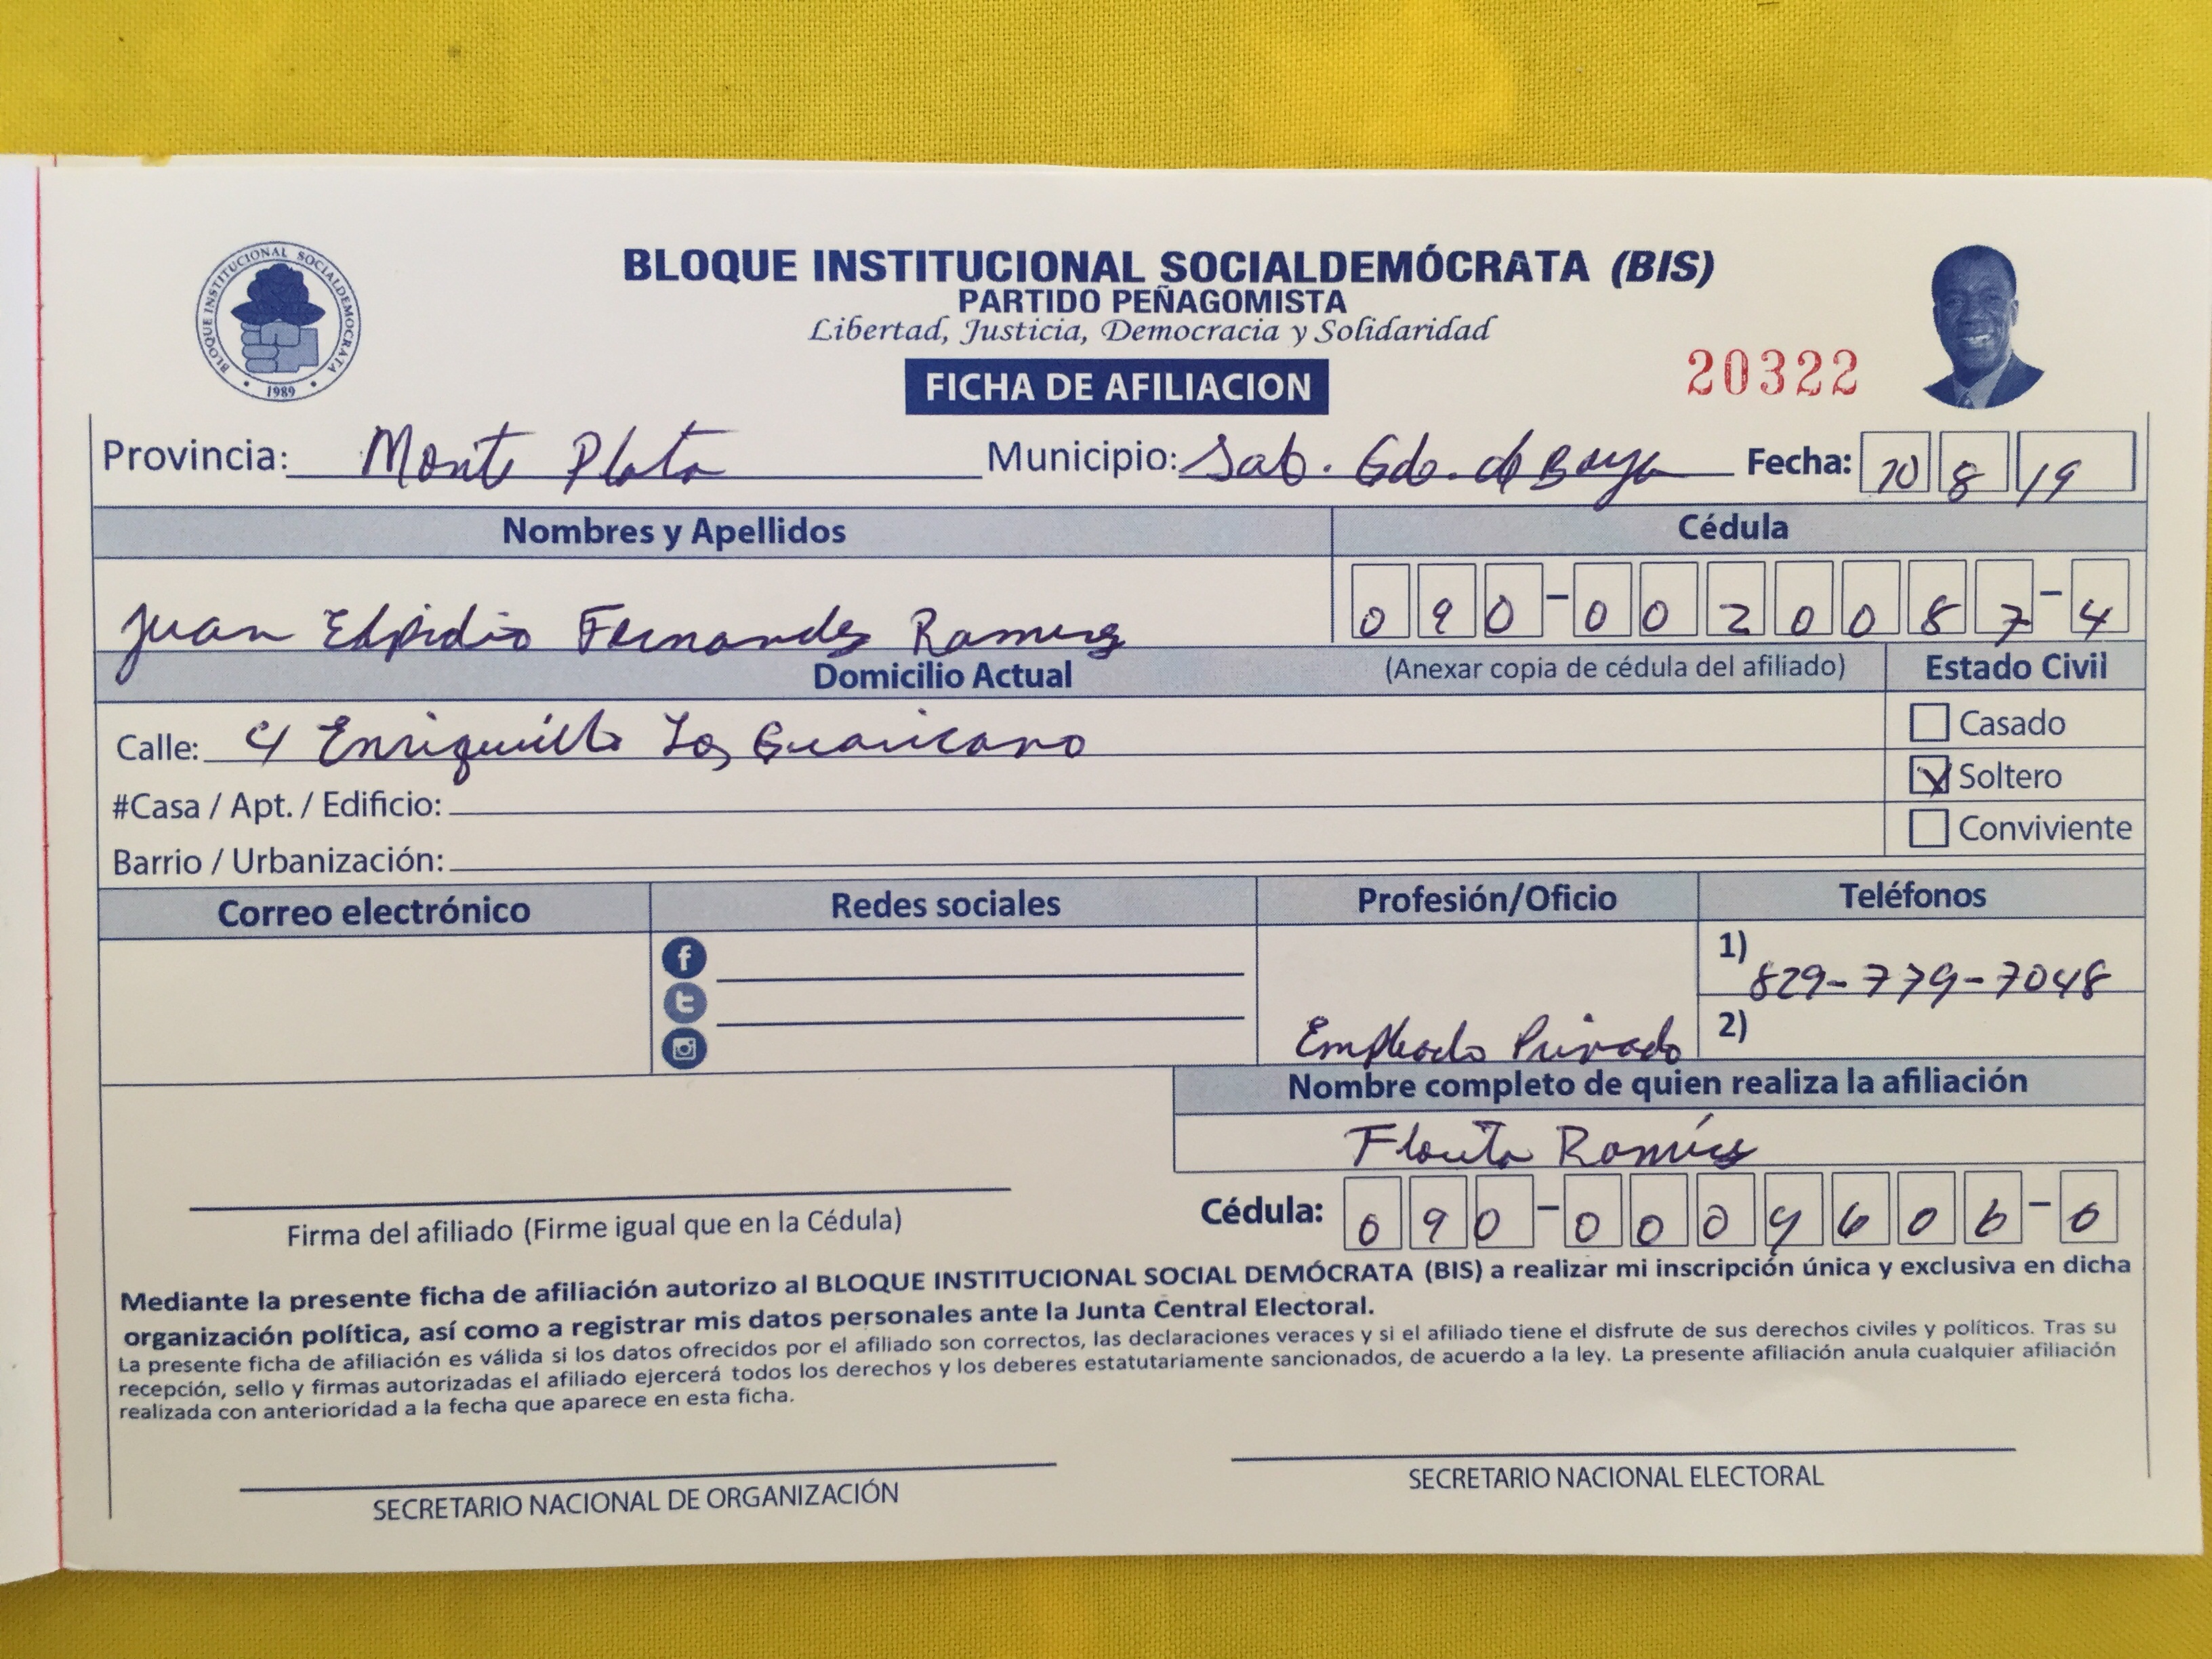 BLOQUE INSTITUCIONAL SOCIALDEMOCRATA
1989
BLOQUE INSTITUCIONAL SOCIALDEMÓCRATA (BIS)
PARTIDO PEÑAGOMISTA
Libertad, Justicia, Democracia y Solidaridad
FICHA DE AFILIACION
20322
Provincia: Monte Plata Municipio: Sab. Gde. de Boya Fecha: 10 8 19
Nombres y Apellidos Cédula
Juan Elpidio Fernandes Ramires 090-0020087-4
Domicilio Actual (Anexar copia de cédula del afiliado) Estado Civil
Calle: C/ Enriquillo Los Guaricano
Casado
Soltero
#Casa / Apt. / Edificio:
Conviviente
Barrio / Urbanización:
Correo electrónico Redes sociales Profesión/Oficio Teléfonos
1) 829-779-7048
Empleado Privado 2)
Nombre completo de quien realiza la afiliación
Ramírez
Firma del afiliado (Firme igual que en la Cédula)
Cédula: 090-0004606-0
Mediante la presente ficha de afiliación autorizo al BLOQUE INSTITUCIONAL SOCIAL DEMÓCRATA (BIS) a realizar mi inscripción única y exclusiva en dicha
organización política, así como a registrar mis datos personales ante la Junta Central Electoral.
La presente ficha de afiliación es válida si los datos ofrecidos por el afiliado son correctos, las declaraciones veraces y si el afiliado tiene el disfrute de sus derechos civiles y políticos. Tras su
recepción, sello y firmas autorizadas el afiliado ejercerá todos los derechos y los deberes estatutariamente sancionados, de acuerdo a la ley. La presente afiliación anula cualquier afiliación
realizada con anterioridad a la fecha que aparece en esta ficha.
SECRETARIO NACIONAL DE ORGANIZACIÓN SECRETARIO NACIONAL ELECTORAL